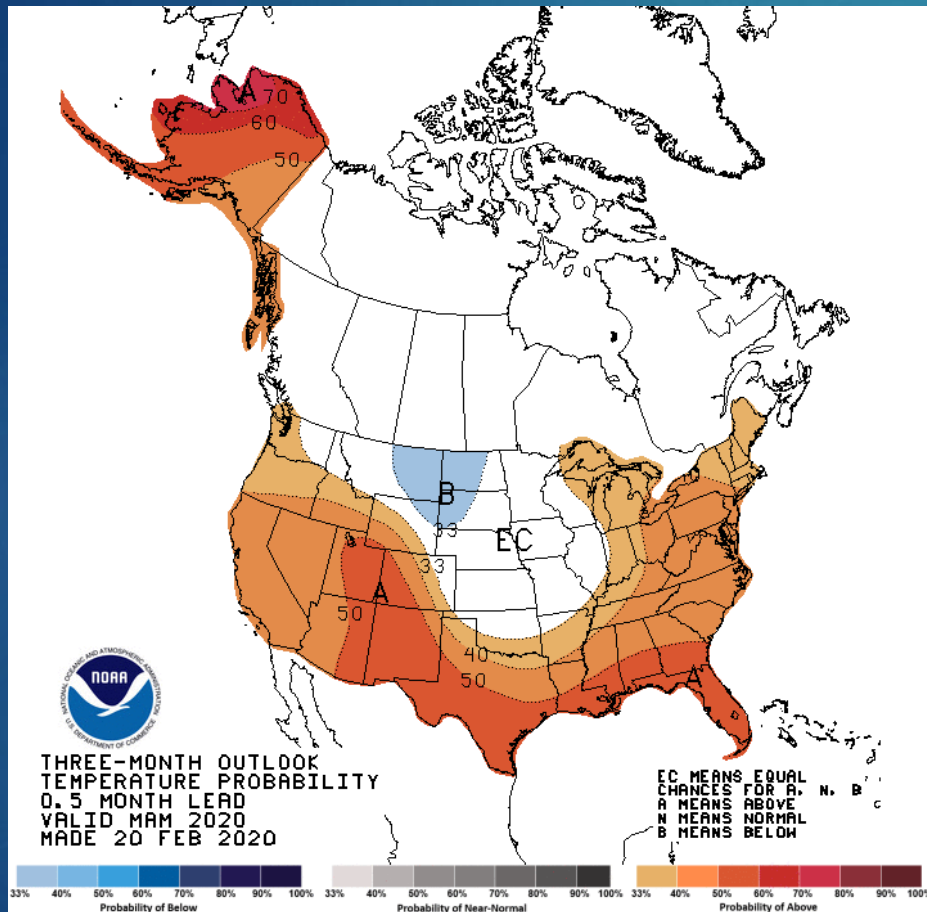 A 70
60
50
B
33
EC
33
A
50
40
50
A
NATIONAL OCEANIC AND ATMOSPHERIC ADMINISTRATION
NOAA
U.S. DEPARTMENT OF COMMERCE
THREE-MONTH OUTLOOK
TEMPERATURE PROBABILITY
0.5 MONTH LEAD
VALID MAM 2020
MADE 20 FEB 2020
EC MEANS EQUAL
CHANCES FOR A, N, B
A MEANS ABOVE
N MEANS NORMAL
B MEANS BELOW
33% 40% 50% 60% 70% 80% 90% 100%
Probability of Below
33% 40% 50% 60% 70% 80% 90% 100%
Probability of Near-Normal
33% 40% 50% 60% 70% 80% 90% 100%
Probability of Above